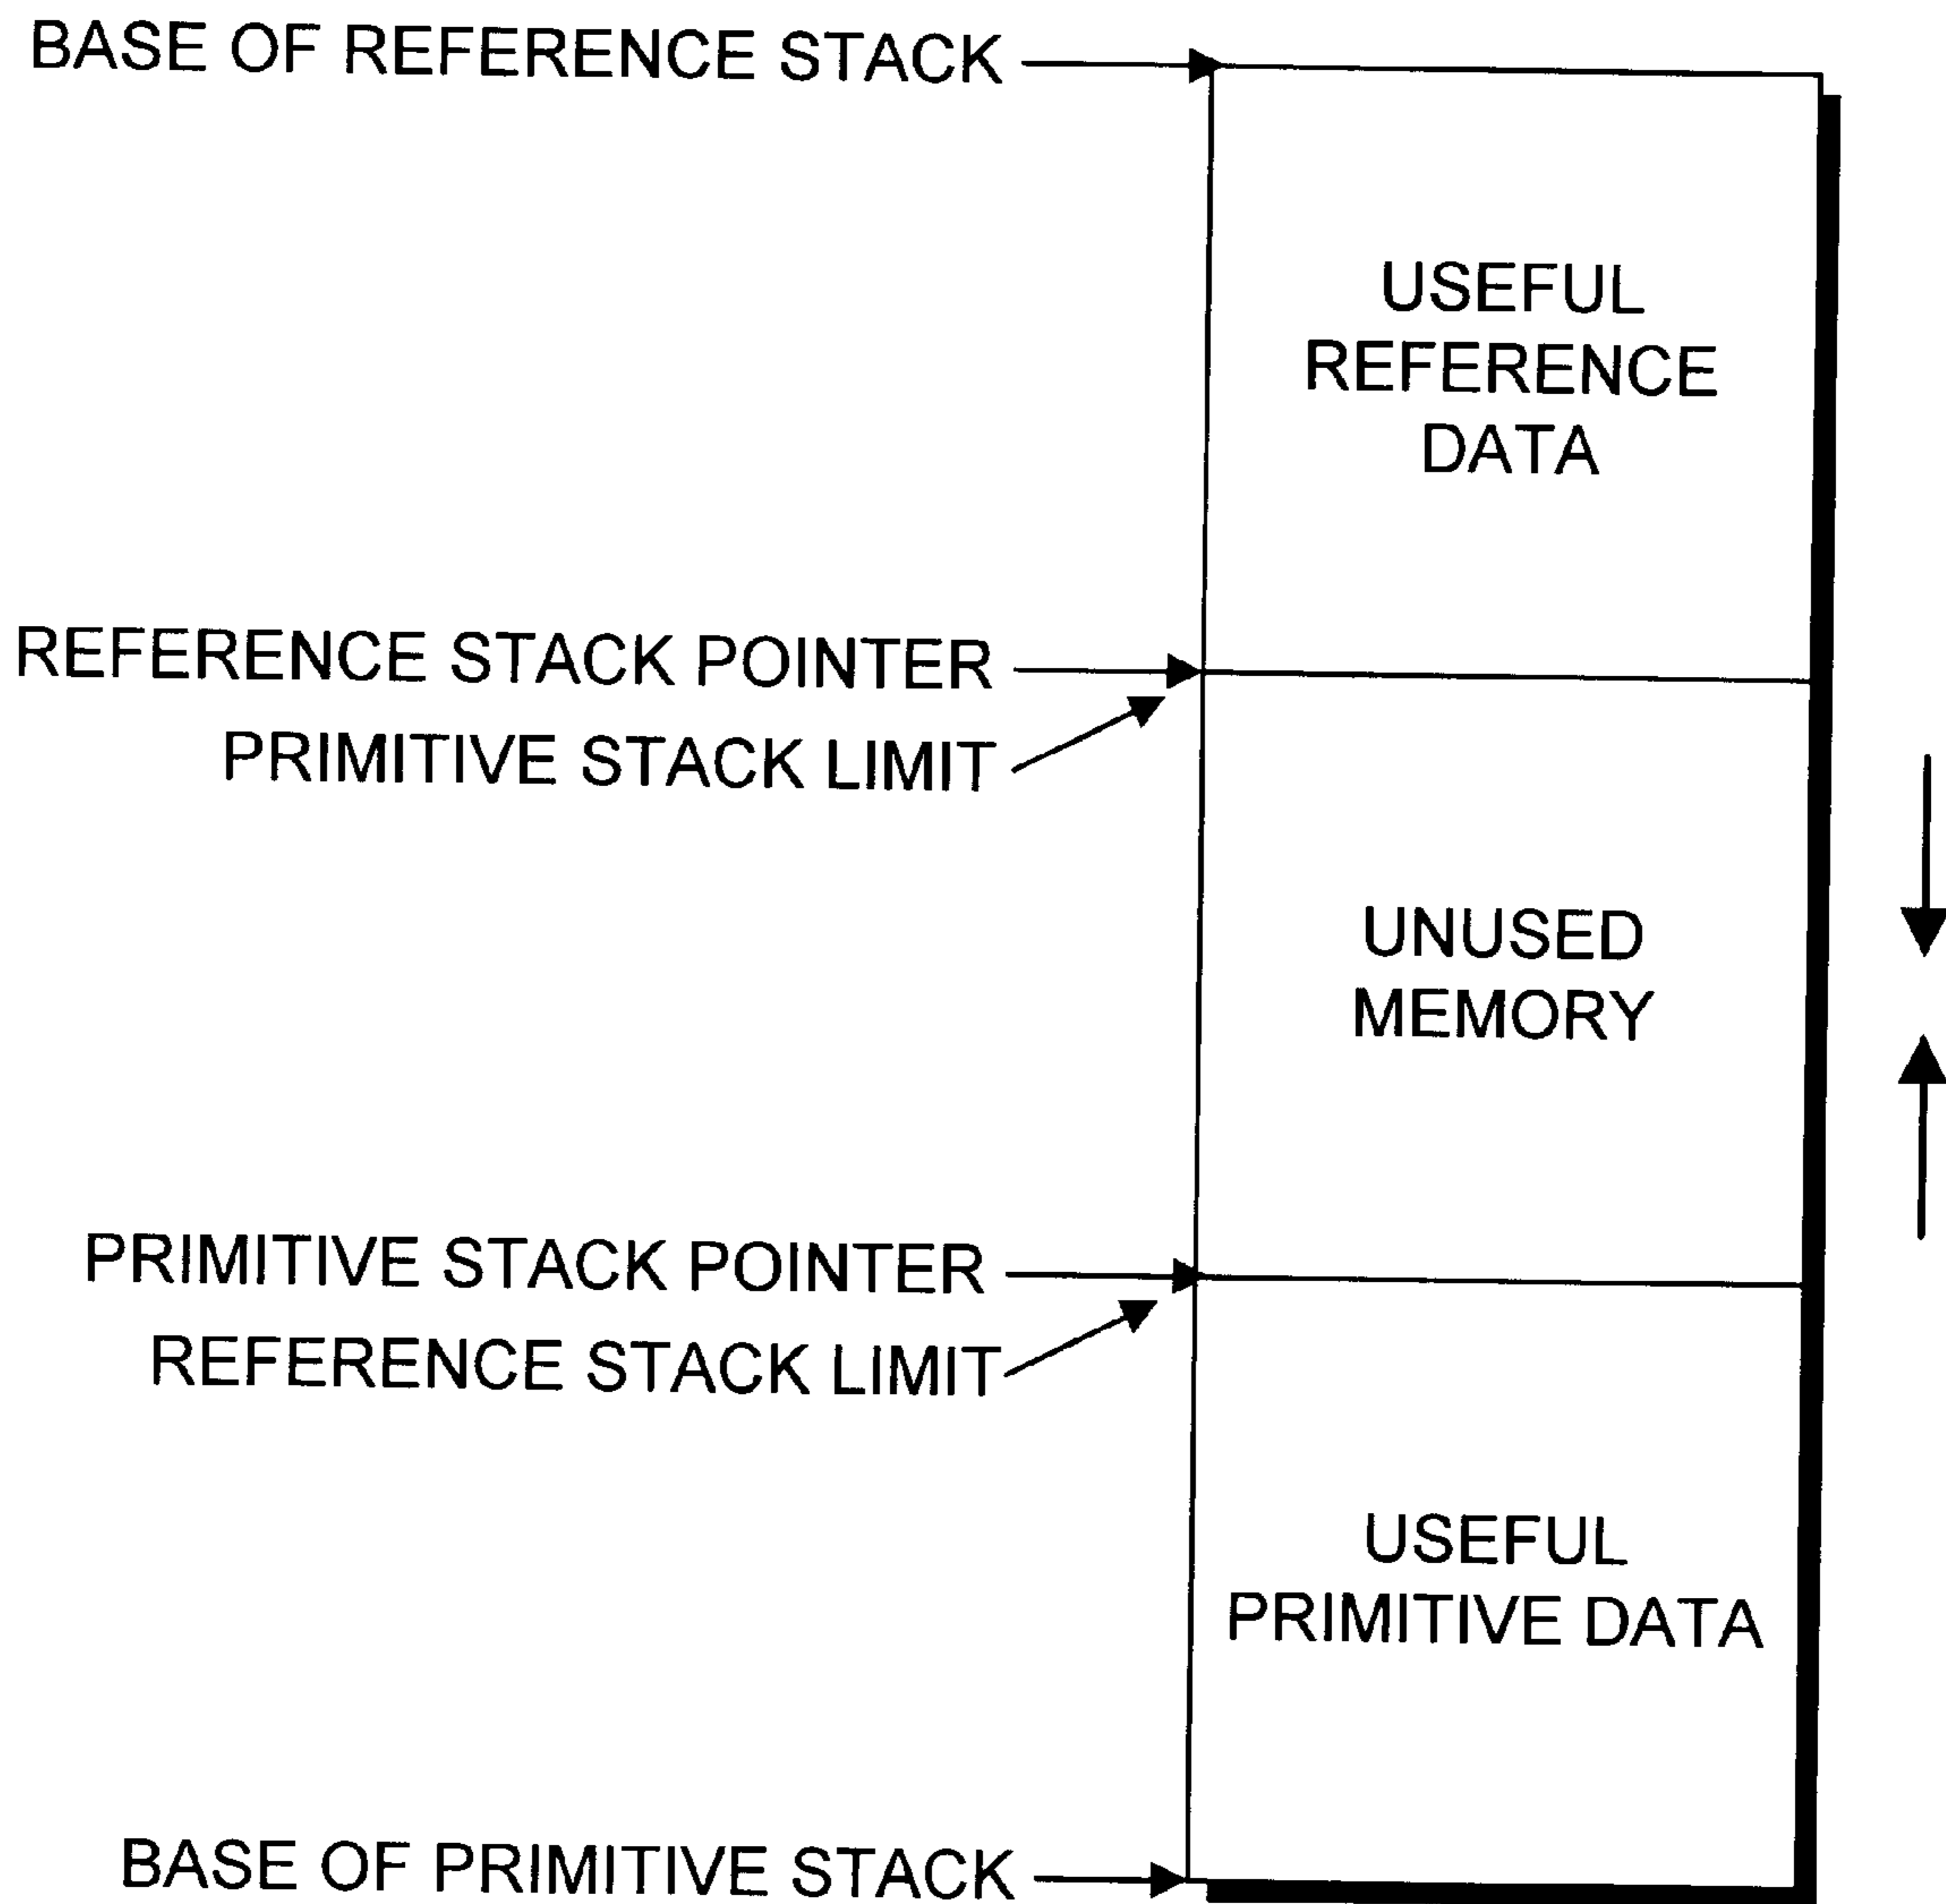 BASE OF REFERENCE STACK
USEFUL
REFERENCE
DATA
REFERENCE STACK POINTER
PRIMITIVE STACK LIMIT
UNUSED
MEMORY
PRIMITIVE STACK POINTER
REFERENCE STACK LIMIT
USEFUL
PRIMITIVE DATA
BASE OF PRIMITIVE STACK